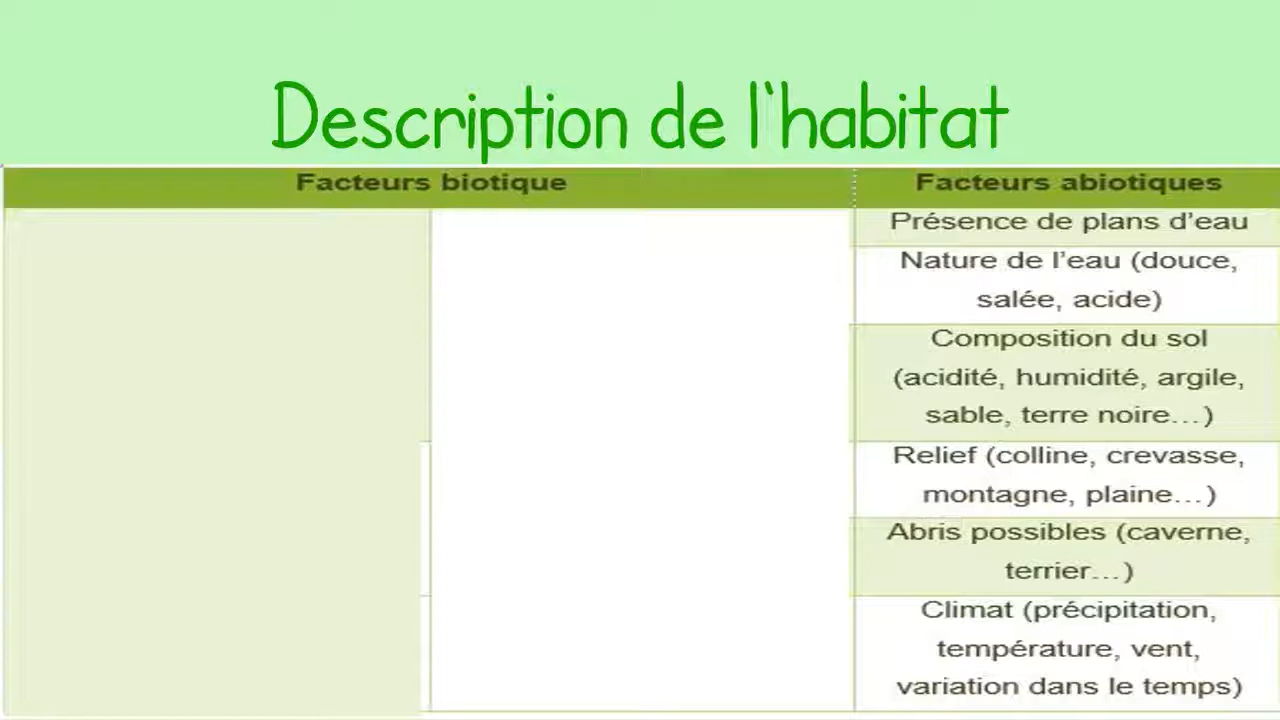 Description de l'habitat
Facteurs biotique
Facteurs abiotiques
Présence de plans d'eau
Nature de l'eau (douce,
salée, acide)
Composition du sol
(acidité, humidité, argile,
sable, terre noire…)
Relief (colline, crevasse,
montagne, plaine…)
Abris possibles (caverne,
terrier…)
Climat (précipitation,
température, vent,
variation dans le temps)